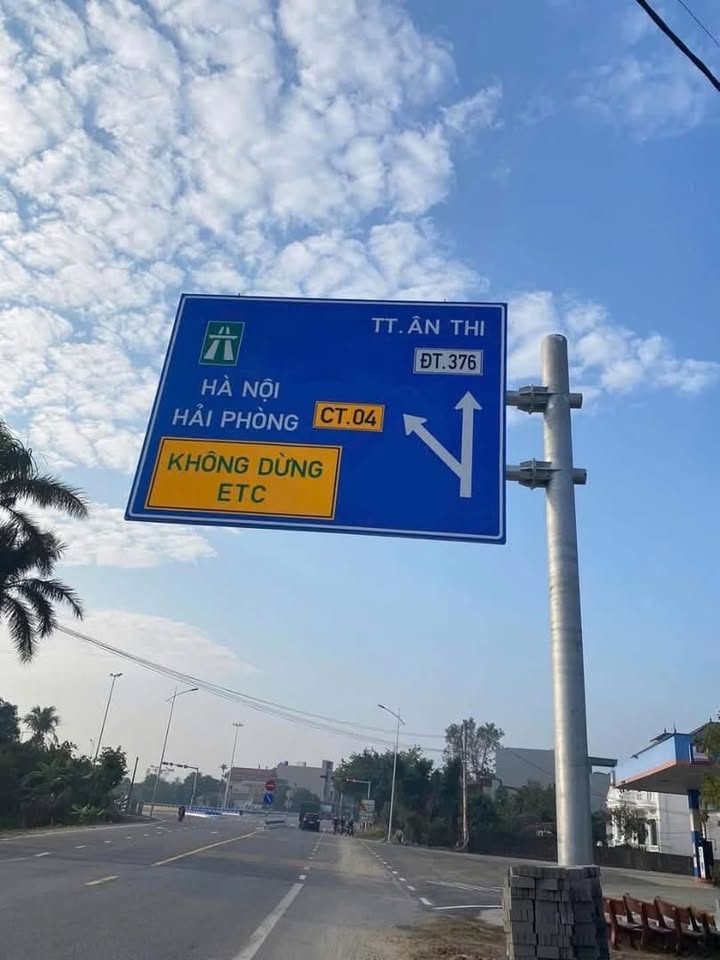 TT. ÂN THI
ĐT.376
HÀ NỘI
HẢI PHÒNG
CT.04
KHÔNG DỪNG
ETC